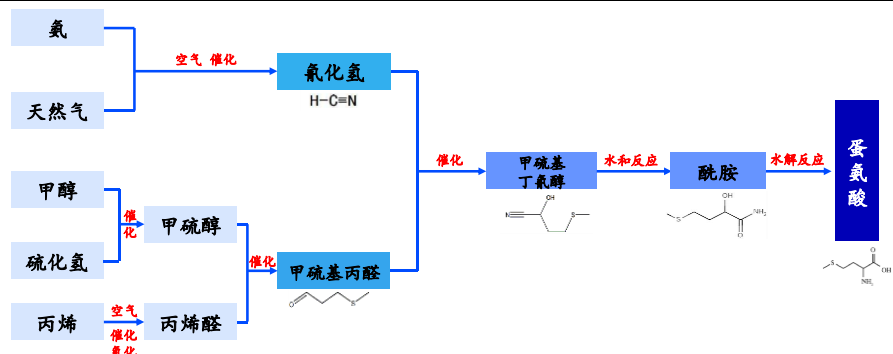 氨
天然气
空气 催化
氰化氢
H-C≡N
甲醇
硫化氢
催
化
甲硫醇
丙烯
空气
催化
氧化
丙烯醛
催化
甲硫基丙醛
O
S
催化
甲硫基
丁氰醇
OH
N
S
水和反应
酰胺
OH
S
NH₂
O
水解反应
蛋
氨
酸
O
S
OH
NH₂